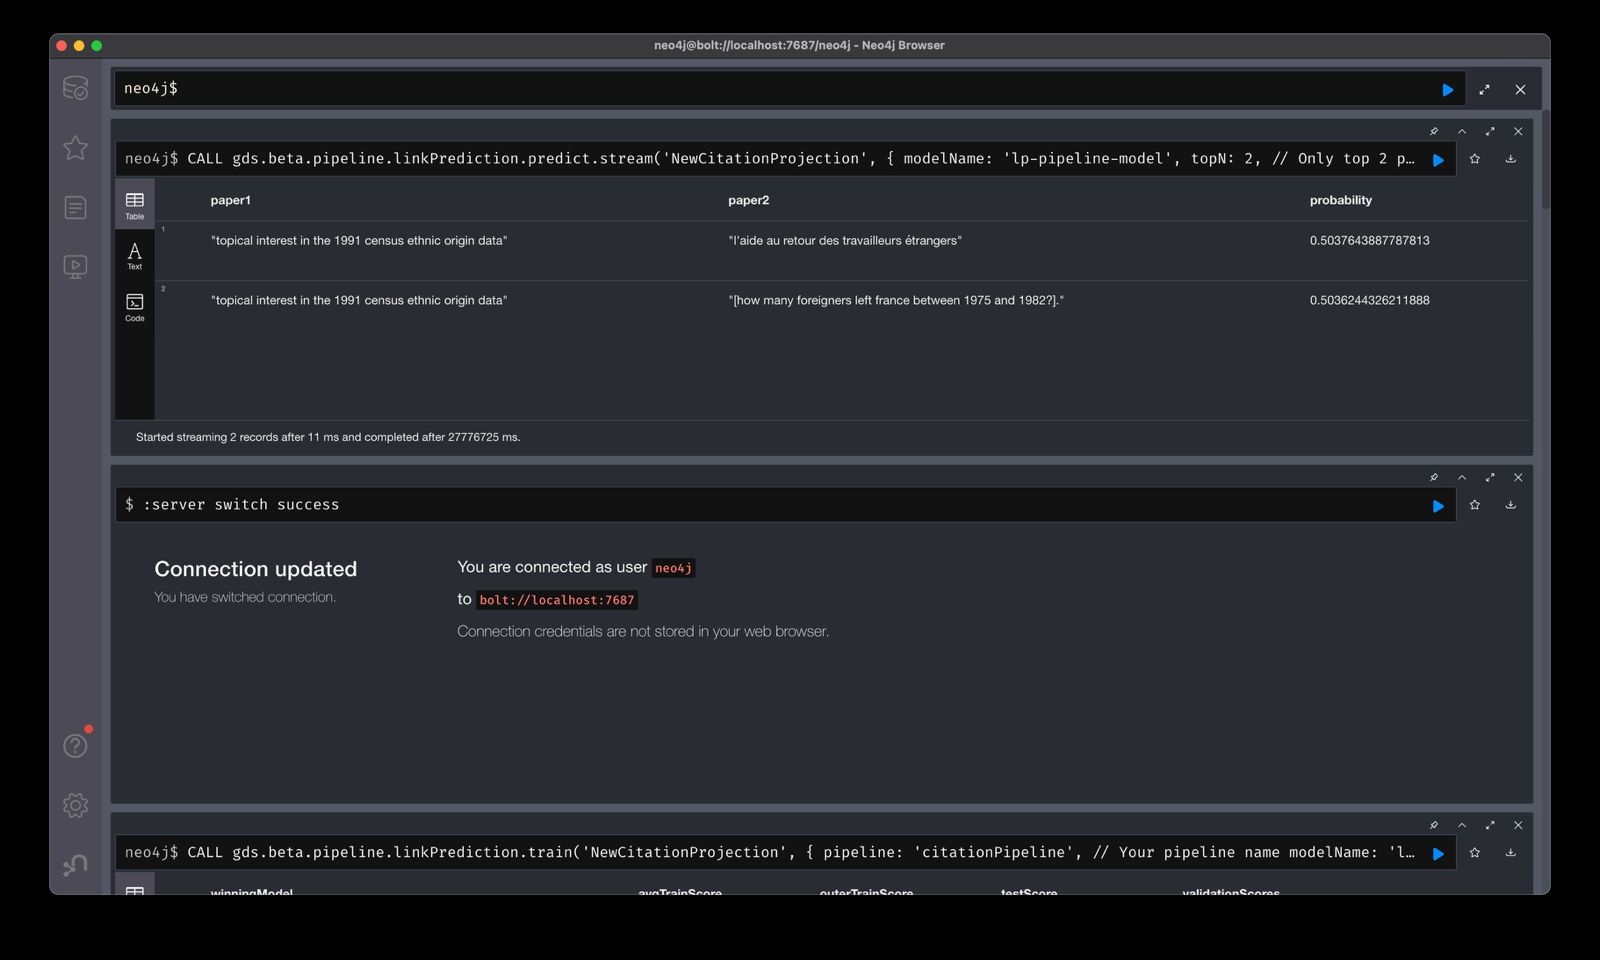 neo4j@bolt://localhost:7687/neo4j - Neo4j Browser
neo4j$
neo4j$ CALL gds.beta.pipeline.linkPrediction.predict.stream('NewCitationProjection', { modelName: 'lp-pipeline-model', topN: 2, // Only top 2 p…
Table
Text
Code
paper1 paper2 probability
1 "topical interest in the 1991 census ethnic origin data" "l'aide au retour des travailleurs étrangers" 0.5037643887787813
2 "topical interest in the 1991 census ethnic origin data" "[how many foreigners left france between 1975 and 1982?]." 0.5036244326211888
Started streaming 2 records after 11 ms and completed after 27776725 ms.
$ :server switch success
Connection updated
You have switched connection.
You are connected as user neo4j
to bolt://localhost:7687
Connection credentials are not stored in your web browser.
neo4j$ CALL gds.beta.pipeline.linkPrediction.train('NewCitationProjection', { pipeline: 'citationPipeline', // Your pipeline name modelName: 'l…
winningModel avgTrainScore outerTrainScore testScore validationScores